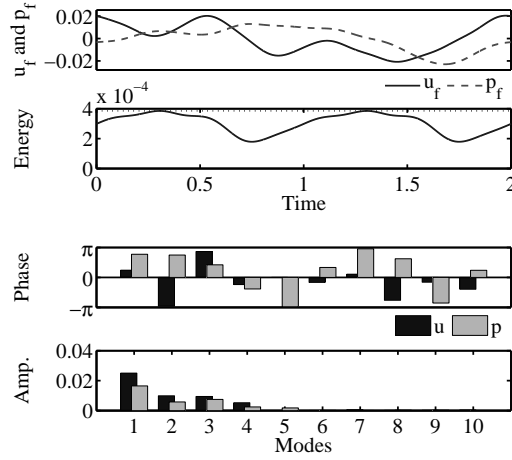 u_f and p_f
0.02
0
−0.02
u_f
p_f
x 10^-4
Energy
4
2
0
0
0.5
1
1.5
2
Time
Phase
π
0
−π
u
p
Amp.
0.04
0.02
0
1
2
3
4
5
6
7
8
9
10
Modes